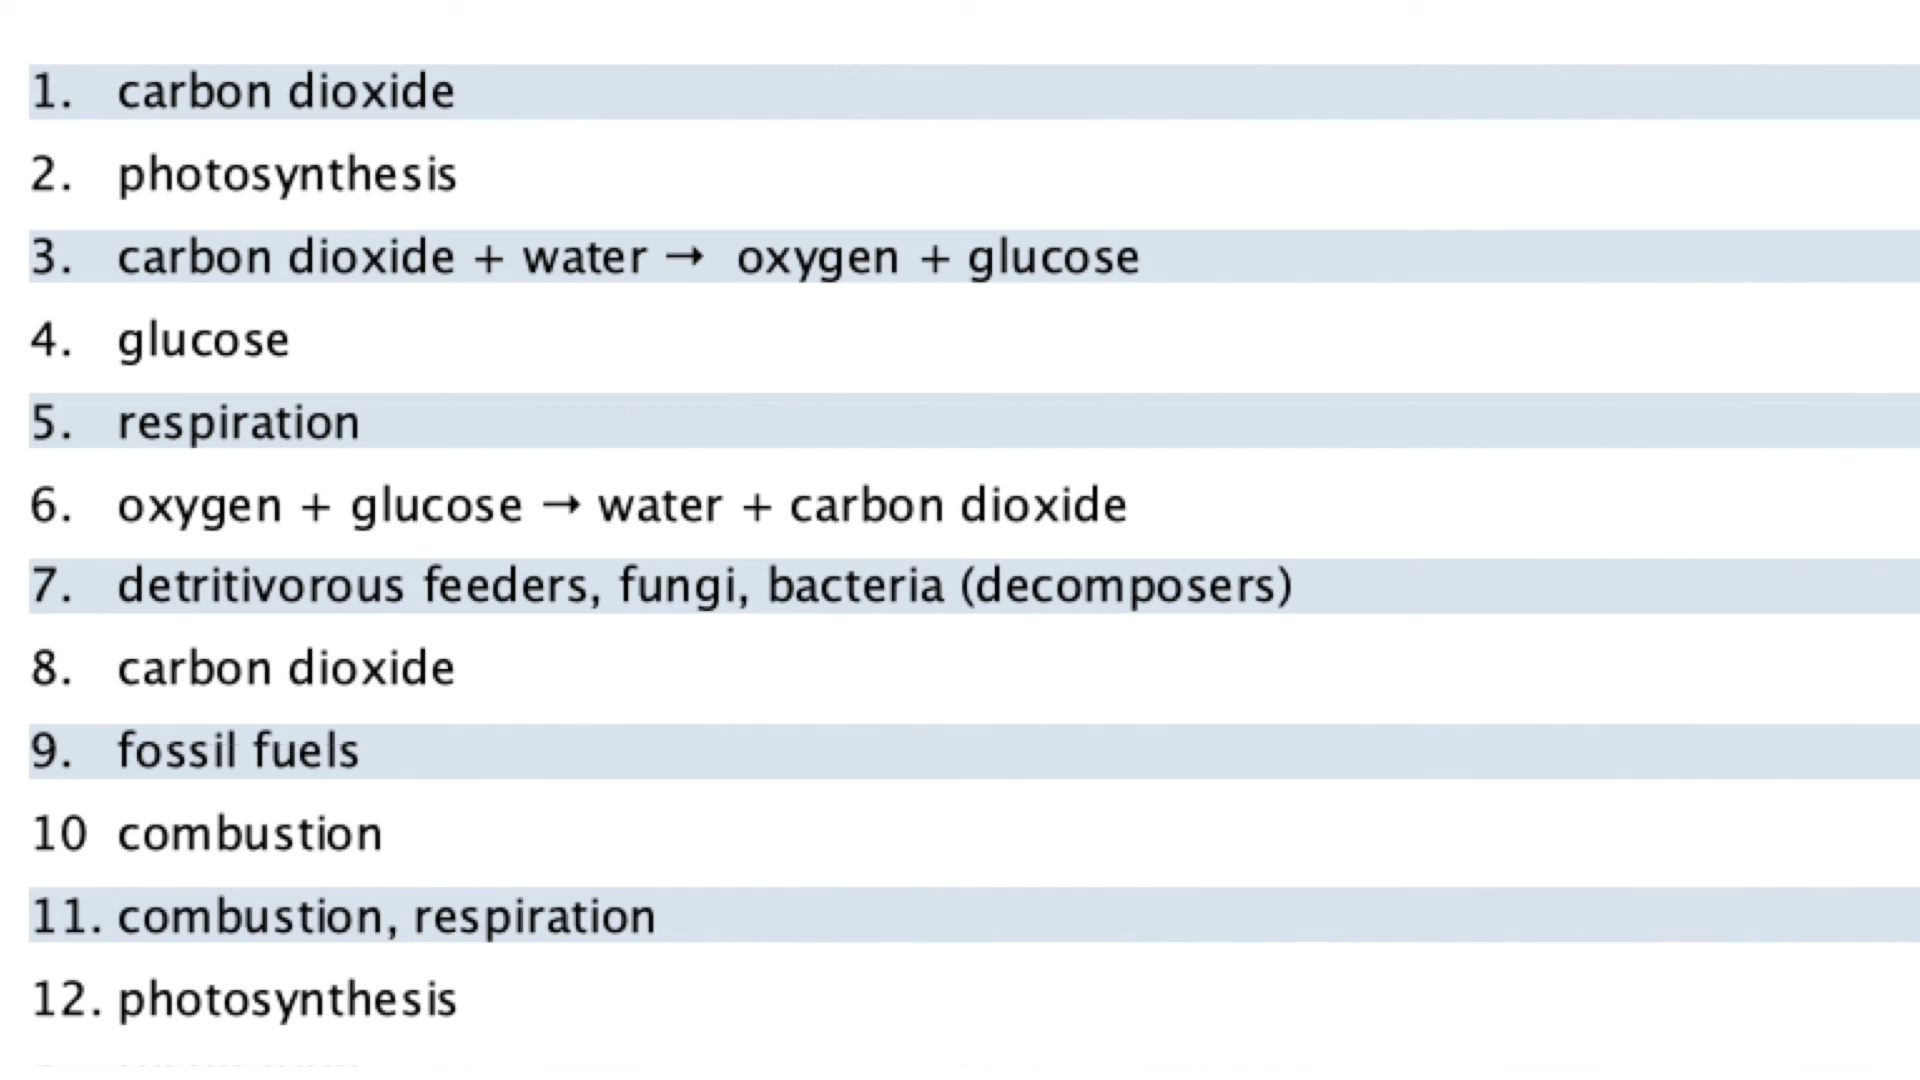 1. carbon dioxide
2. photosynthesis
3. carbon dioxide + water → oxygen + glucose
4. glucose
5. respiration
6. oxygen + glucose → water + carbon dioxide
7. detritivorous feeders, fungi, bacteria (decomposers)
8. carbon dioxide
9. fossil fuels
10 combustion
11. combustion, respiration
12. photosynthesis